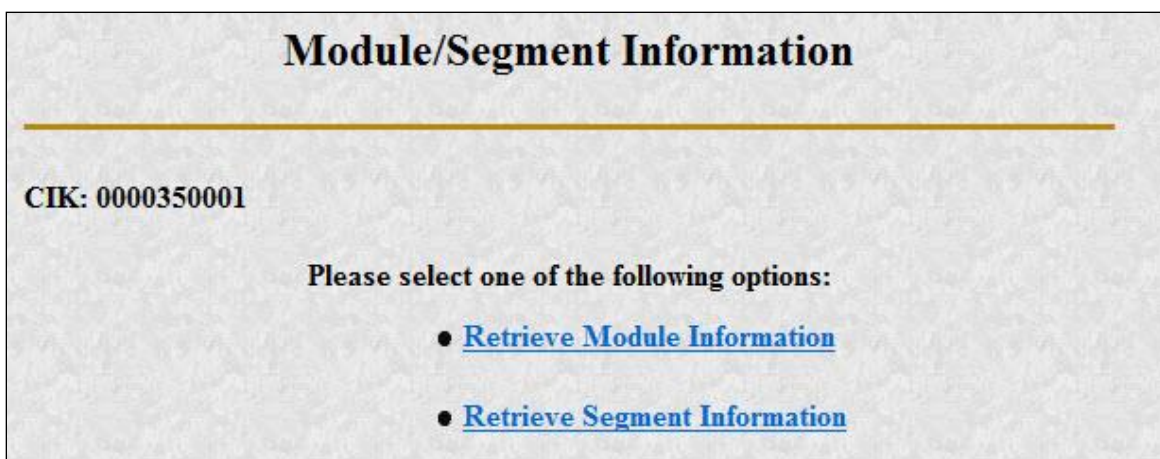 Module/Segment Information
CIK: 0000350001
Please select one of the following options:
Retrieve Module Information
Retrieve Segment Information